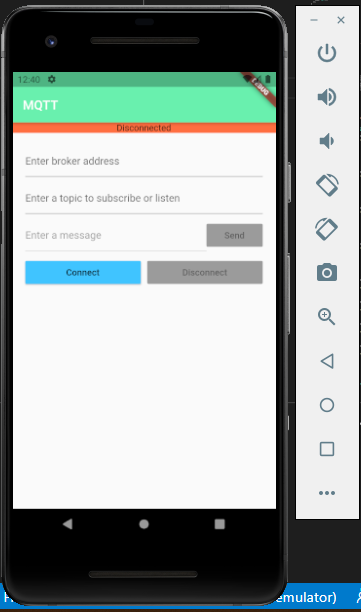 12:40
DEBUG
MQTT
Disconnected
Enter broker address
Enter a topic to subscribe or listen
Enter a message
Send
Connect
Disconnect
emulator)